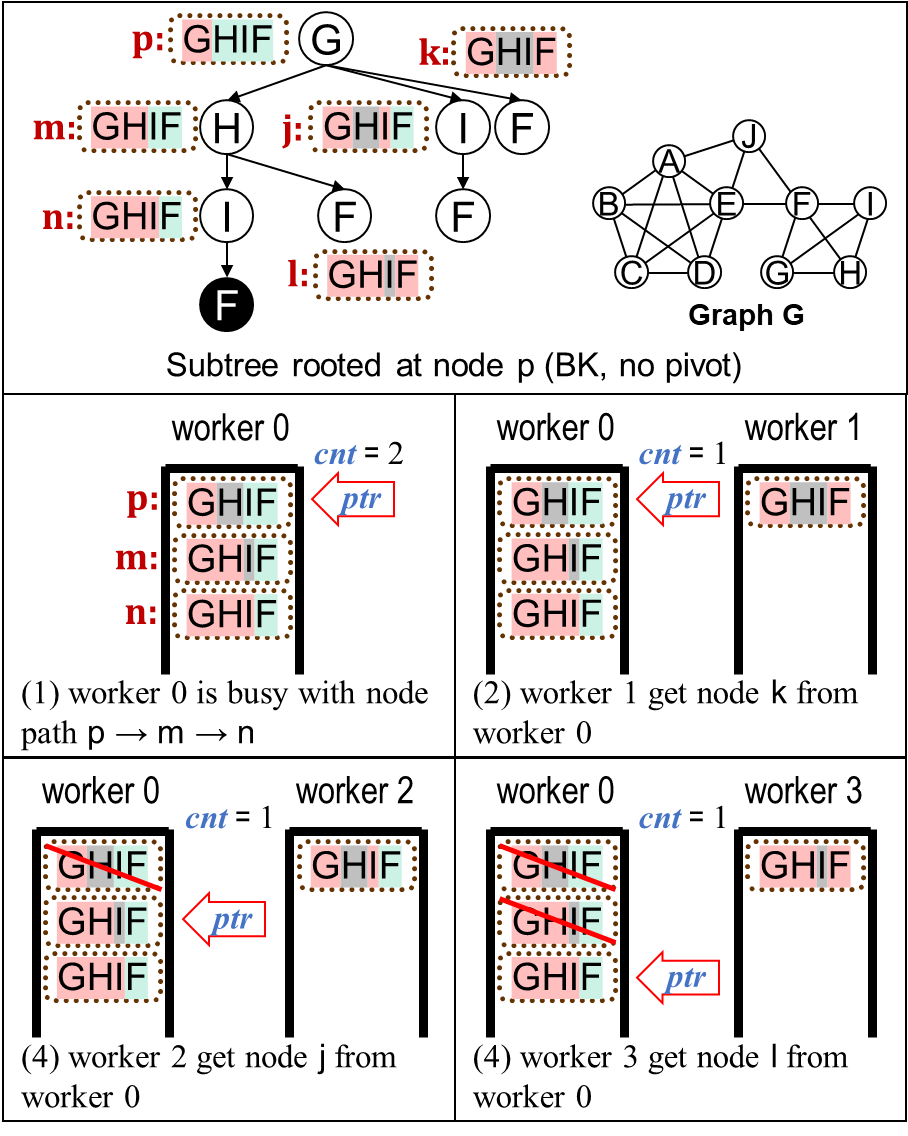 p: GHIF G k: GHIF
m: GHIF H j: GHIF I F
n: GHIF I F F
l: GHIF
F
J
A
B E F I
C D G H
Graph G
Subtree rooted at node p (BK, no pivot)
worker 0
cnt = 2
p: GHIF ptr
m: GHIF
n: GHIF
(1) worker 0 is busy with node
path p → m → n
worker 0 worker 1
cnt = 1
GHIF ptr GHIF
GHIF
GHIF
(2) worker 1 get node k from
worker 0
worker 0 worker 2
cnt = 1
GHIF GHIF
GHIF ptr
GHIF
(4) worker 2 get node j from
worker 0
worker 0 worker 3
cnt = 1
GHIF GHIF
GHIF
GHIF ptr
(4) worker 3 get node l from
worker 0